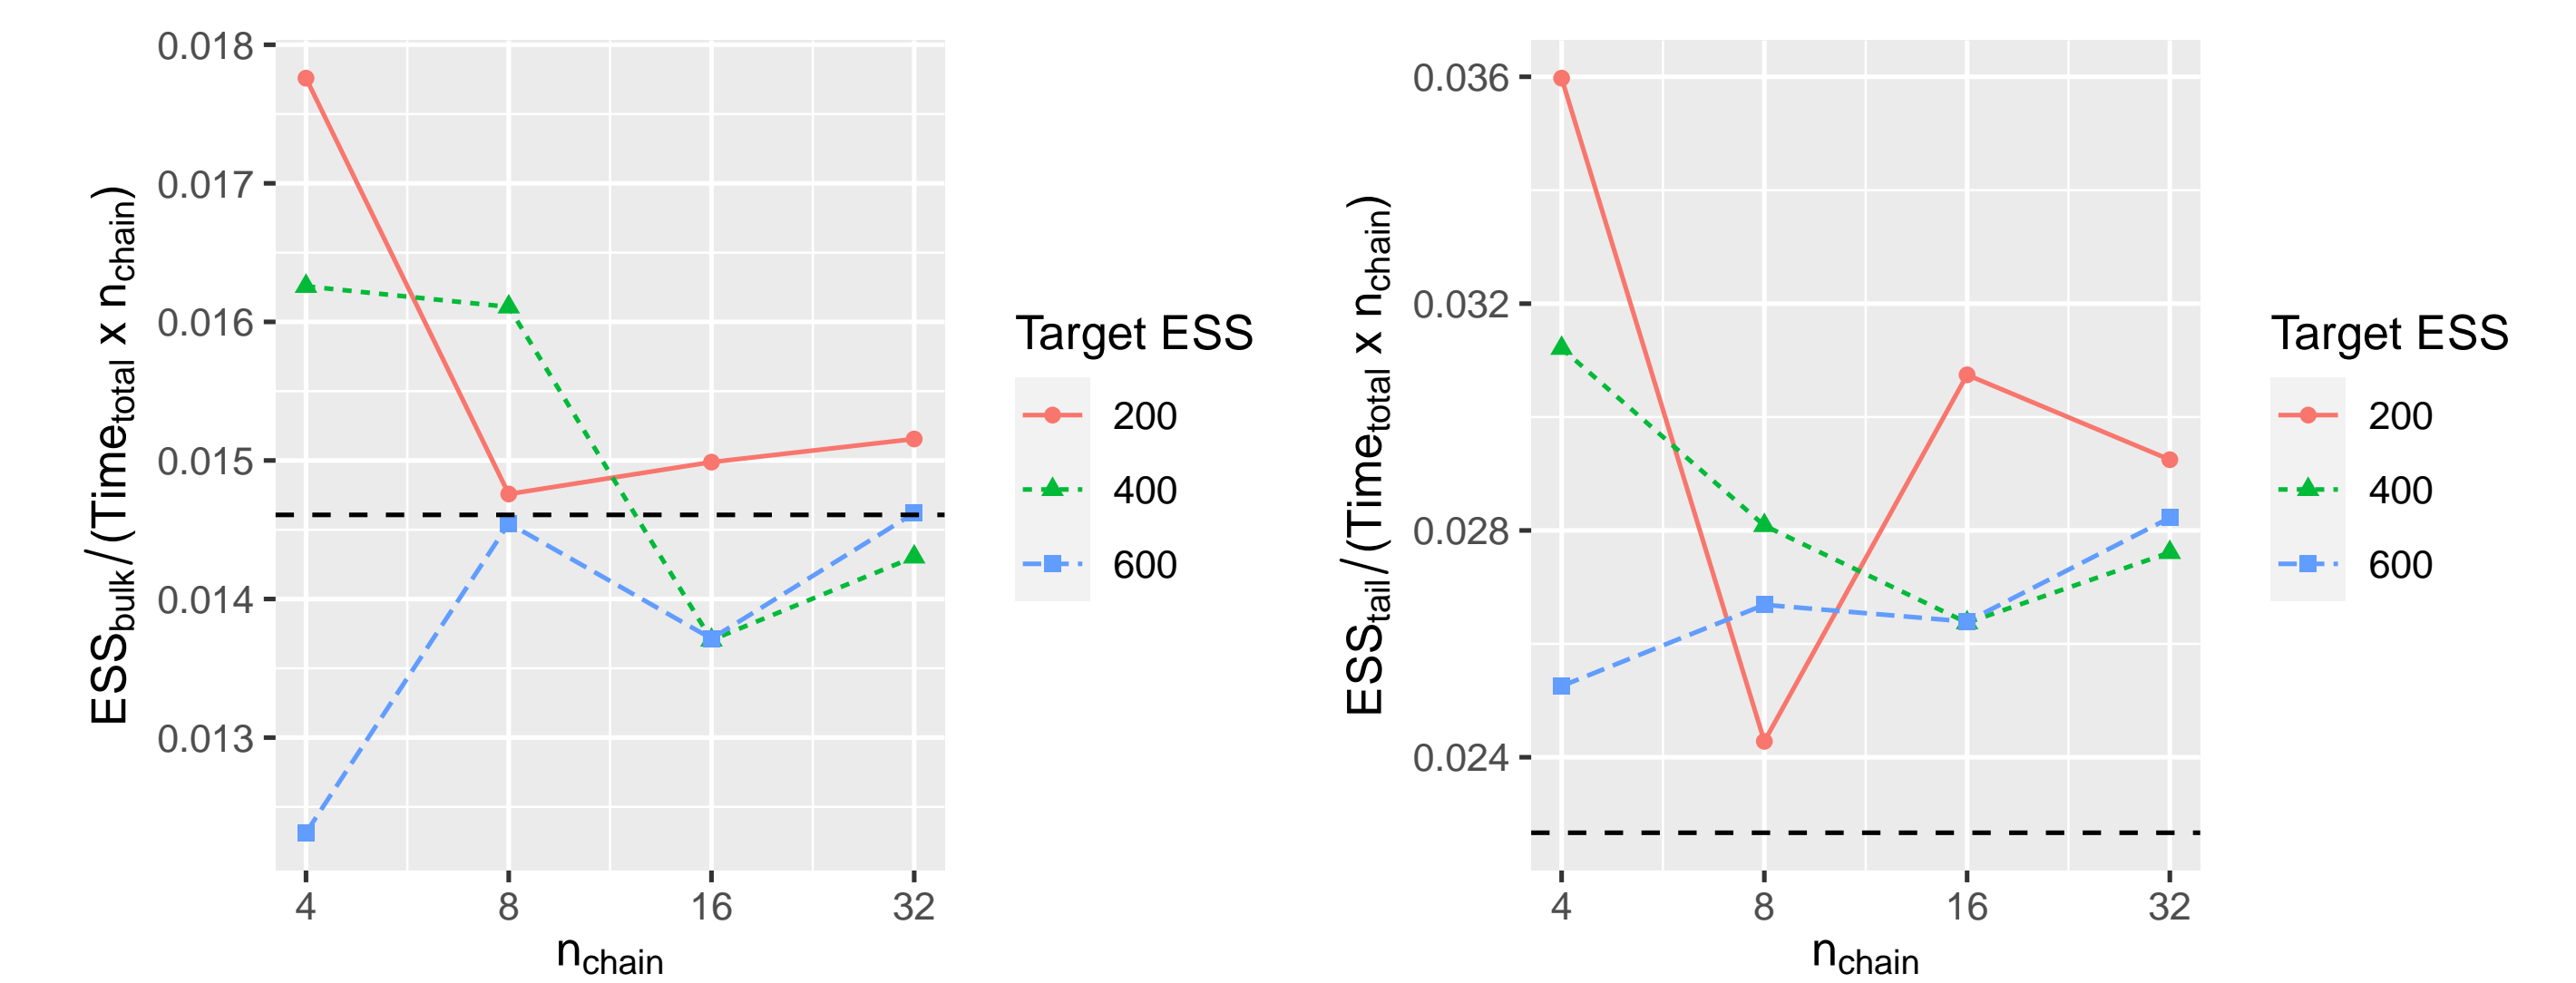 ESSbulk/(Timetotal x nchain)
0.018
0.017
0.016
0.015
0.014
0.013
4 8 16 32
nchain
Target ESS
200
400
600
ESStail/(Timetotal x nchain)
0.036
0.032
0.028
0.024
4 8 16 32
nchain
Target ESS
200
400
600